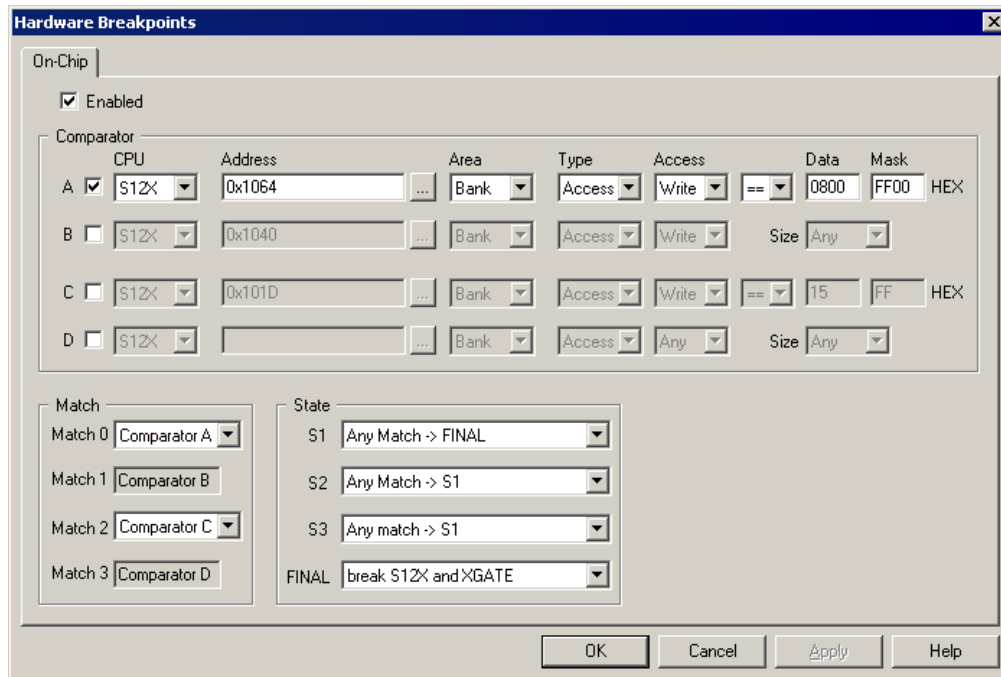 Hardware Breakpoints
On-Chip
Enabled
Comparator
CPU Address Area Type Access Data Mask
A S12X 0x1064 ... Bank Access Write == 0800 FF00 HEX
B S12X 0x1040 ... Bank Access Write Size Any
C S12X 0x101D ... Bank Access Write == 15 FF HEX
D S12X ... Bank Access Any Size Any
Match State
Match 0 Comparator A S1 Any Match -> FINAL
Match 1 Comparator B S2 Any Match -> S1
Match 2 Comparator C S3 Any match -> S1
Match 3 Comparator D FINAL break S12X and XGATE
OK Cancel Apply Help